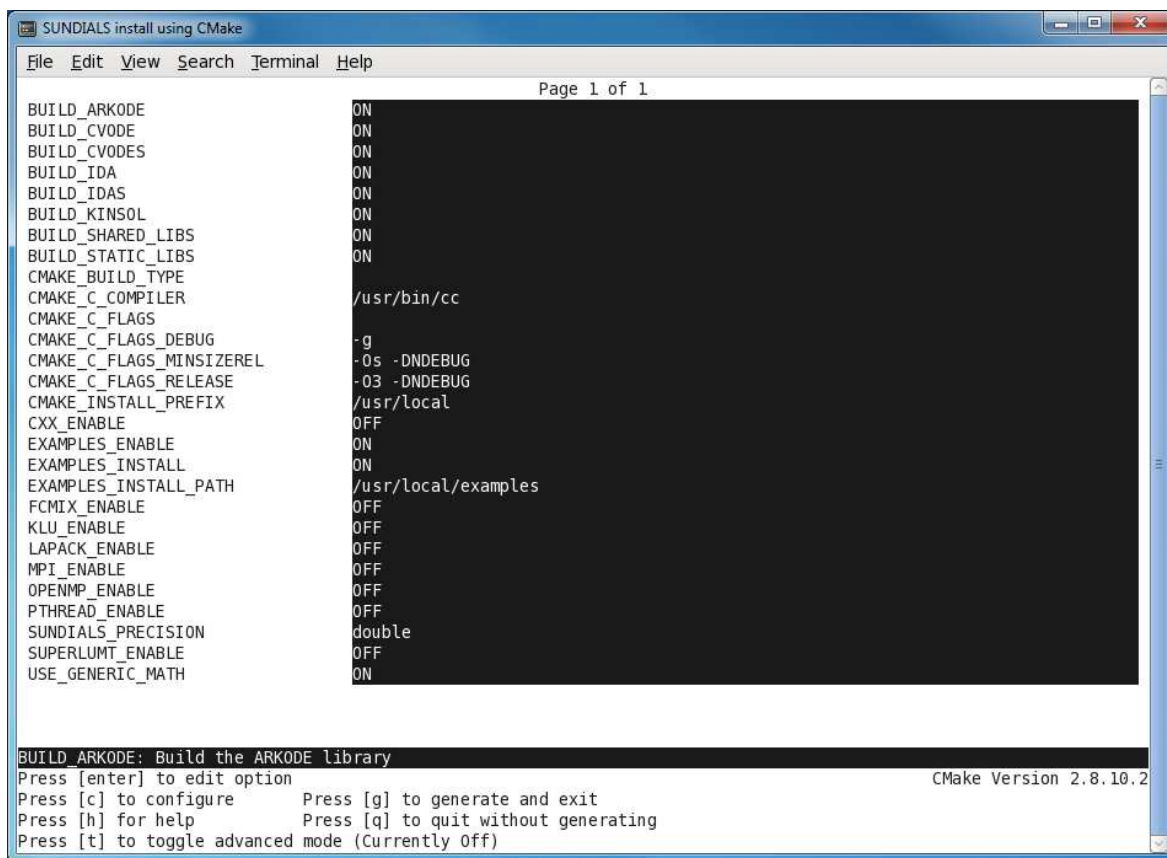 SUNDIALS install using CMake
File Edit View Search Terminal Help
Page 1 of 1
BUILD_ARKODE ON
BUILD_CVODE ON
BUILD_CVODES ON
BUILD_IDA ON
BUILD_IDAS ON
BUILD_KINSOL ON
BUILD_SHARED_LIBS ON
BUILD_STATIC_LIBS ON
CMAKE_BUILD_TYPE
CMAKE_C_COMPILER /usr/bin/cc
CMAKE_C_FLAGS
CMAKE_C_FLAGS_DEBUG -g
CMAKE_C_FLAGS_MINSIZEREL -Os -DNDEBUG
CMAKE_C_FLAGS_RELEASE -O3 -DNDEBUG
CMAKE_INSTALL_PREFIX /usr/local
CXX_ENABLE OFF
EXAMPLES_ENABLE ON
EXAMPLES_INSTALL ON
EXAMPLES_INSTALL_PATH /usr/local/examples
FCMIX_ENABLE OFF
KLU_ENABLE OFF
LAPACK_ENABLE OFF
MPI_ENABLE OFF
OPENMP_ENABLE OFF
PTHREAD_ENABLE OFF
SUNDIALS_PRECISION double
SUPERLUMT_ENABLE OFF
USE_GENERIC_MATH ON
BUILD_ARKODE: Build the ARKODE library
Press [enter] to edit option CMake Version 2.8.10.2
Press [c] to configure Press [g] to generate and exit
Press [h] for help Press [q] to quit without generating
Press [t] to toggle advanced mode (Currently Off)